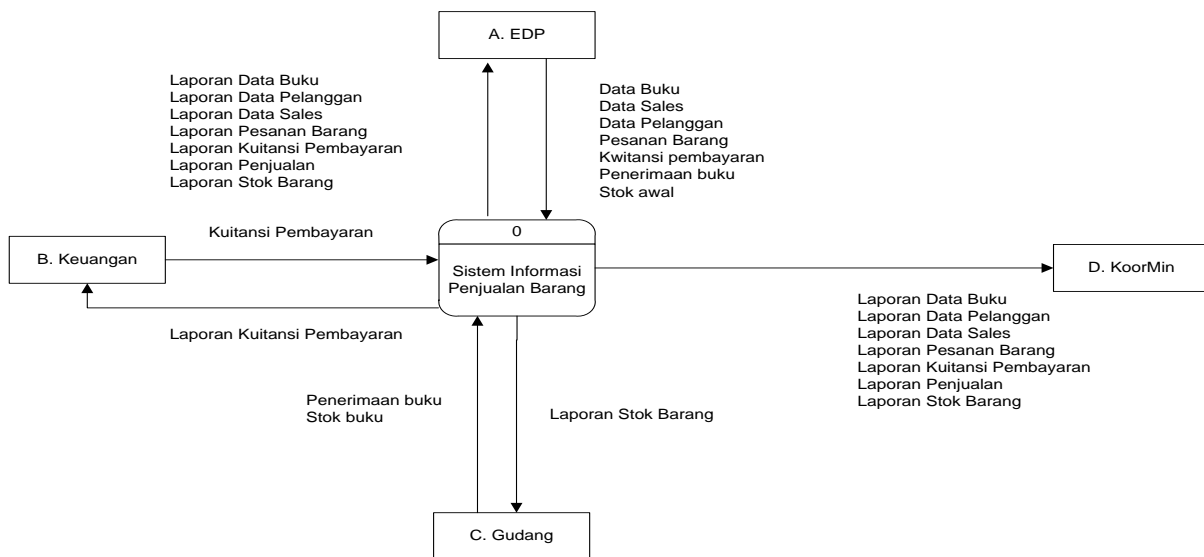 A. EDP
Laporan Data Buku
Laporan Data Pelanggan
Laporan Data Sales
Laporan Pesanan Barang
Laporan Kuitansi Pembayaran
Laporan Penjualan
Laporan Stok Barang
Data Buku
Data Sales
Data Pelanggan
Pesanan Barang
Kwitansi pembayaran
Penerimaan buku
Stok awal
Kuitansi Pembayaran
B. Keuangan
0
Sistem Informasi
Penjualan Barang
D. KoorMin
Laporan Kuitansi Pembayaran
Laporan Data Buku
Laporan Data Pelanggan
Laporan Data Sales
Laporan Pesanan Barang
Laporan Kuitansi Pembayaran
Laporan Penjualan
Laporan Stok Barang
Penerimaan buku
Stok buku
Laporan Stok Barang
C. Gudang